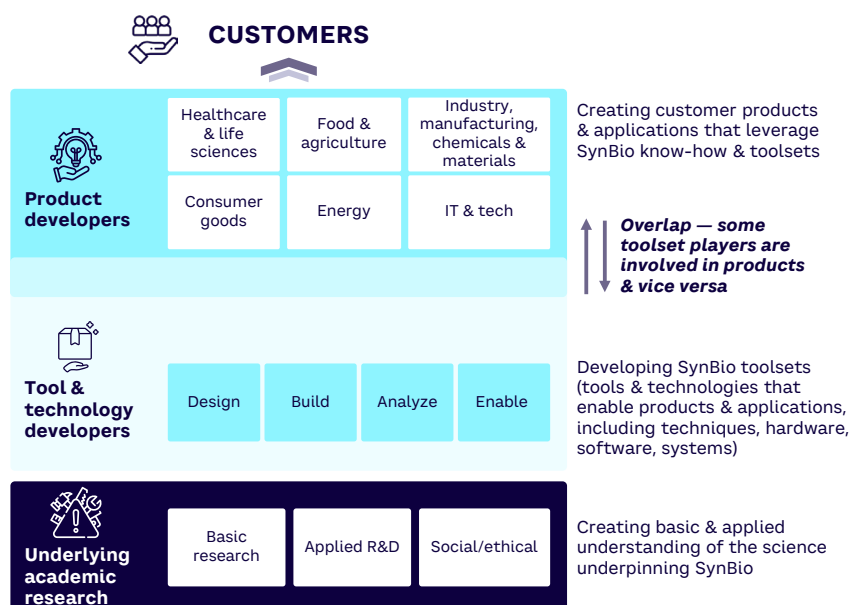 CUSTOMERS
Product
developers
Healthcare
& life
sciences
Food &
agriculture
Industry,
manufacturing,
chemicals &
materials
Consumer
goods
Energy
IT & tech
Creating customer products
& applications that leverage
SynBio know-how & toolsets
Overlap — some
toolset players are
involved in products
& vice versa
Tool &
technology
developers
Design
Build
Analyze
Enable
Developing SynBio toolsets
(tools & technologies that
enable products & applications,
including techniques, hardware,
software, systems)
Underlying
academic
research
Basic
research
Applied R&D
Social/ethical
Creating basic & applied
understanding of the science
underpinning SynBio